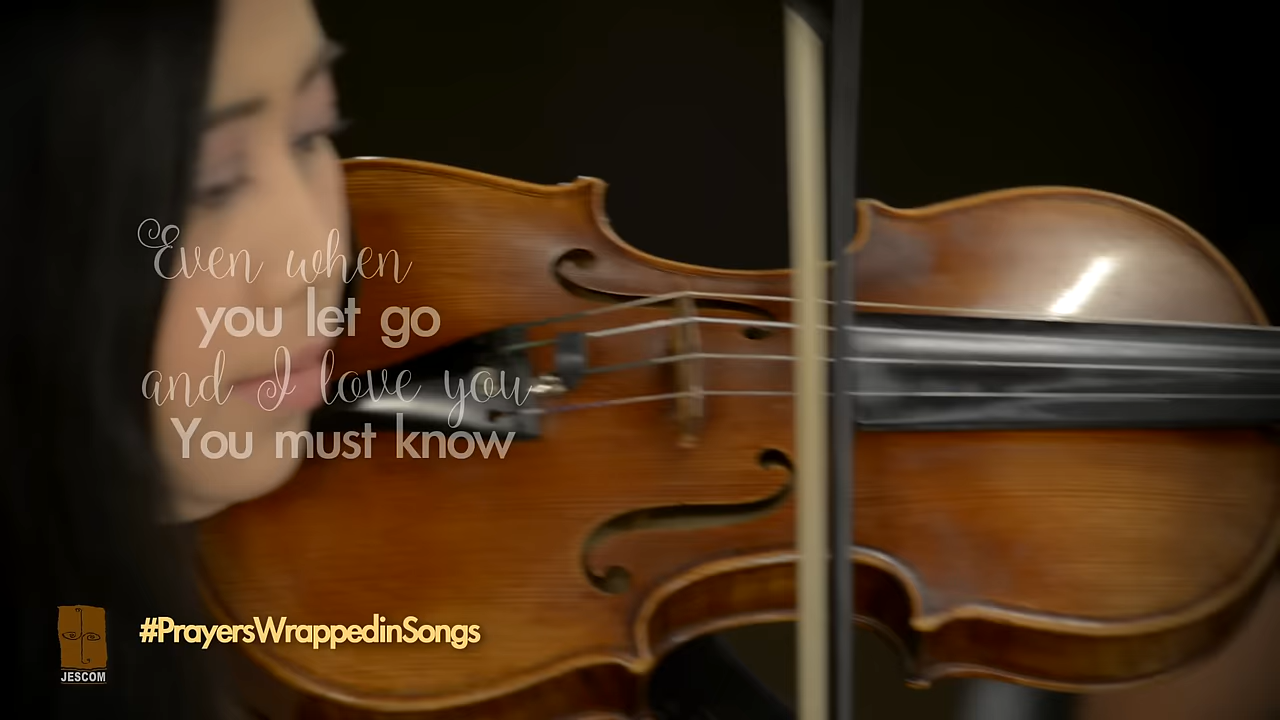 Even when
you let go
and I love you
You must know
#PrayersWrappedinSongs
JESCOM